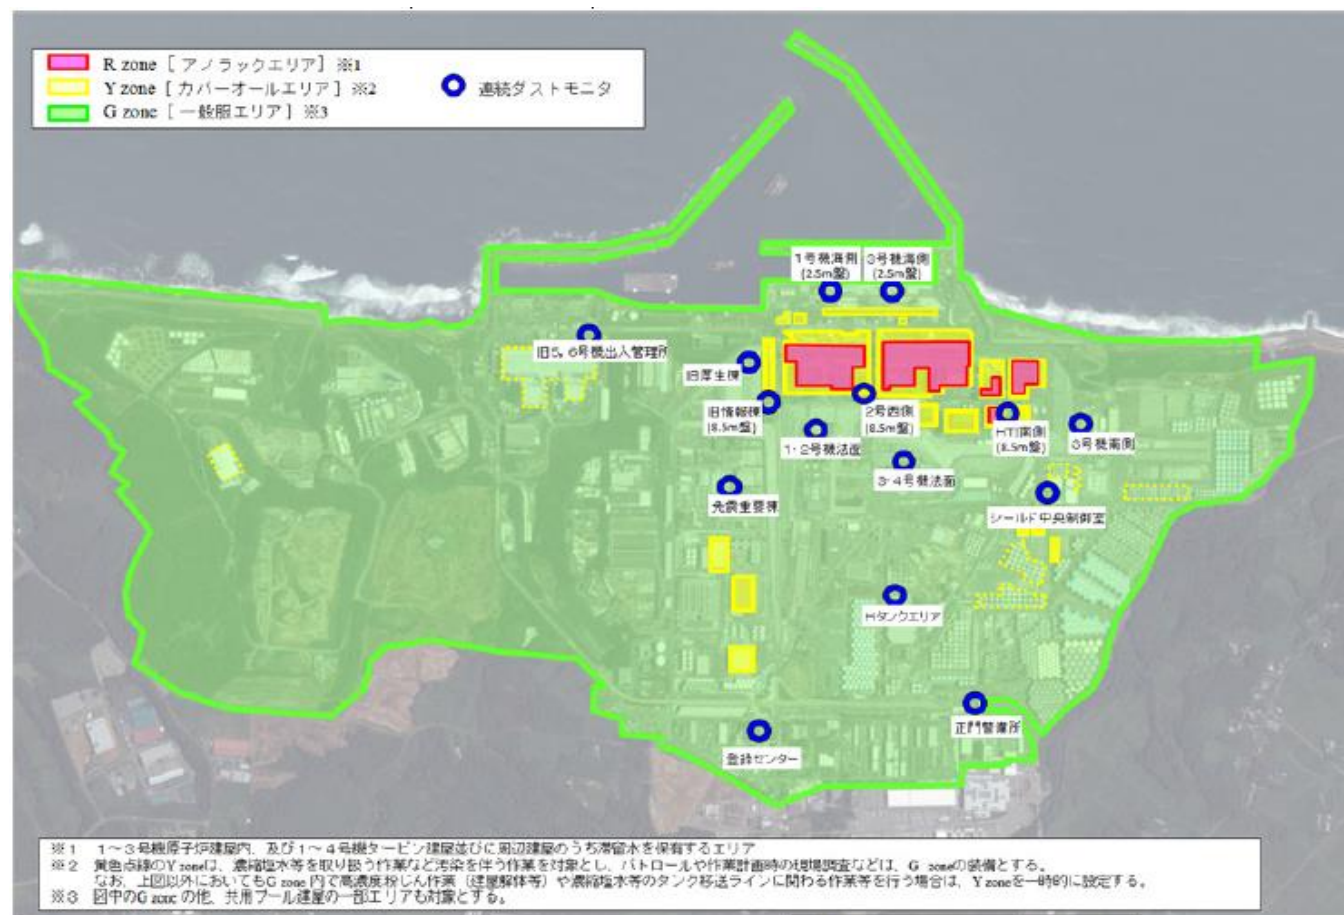 R zone [ アノラックエリア] ※1
Y zone [ カバーオールエリア] ※2
G zone [ 一般服エリア] ※3
連続ダストモニタ
1号機海側
(2.5m盤)
3号機海側
(2.5m盤)
旧5，6号機出入管理所
旧厚生棟
旧情報棟
(8.5m盤)
2号西側
(8.5m盤)
1・2号機法面
HTI南側
(8.5m盤)
3号機南側
3・4号機法面
免震重要棟
シールド中央制御室
Hタンクエリア
正門警備所
登録センター
※1 1～3号機原子炉建屋内、及び1～4号機タービン建屋並びに周辺建屋のうち滞留水を保有するエリア
※2 黄色点線のY zoneは、濃縮塩水等を取り扱う作業など汚染を伴う作業を対象とし、パトロールや作業計画時の現場調査などは、G zoneの装備とする。
なお、上図以外においてもG zone 内で高濃度粉じん作業（建屋解体等）や濃縮塩水等のタンク移送ラインに関わる作業等を行う場合は、Y zoneを一時的に設定する。
※3 図中のG zone の他、共用プール建屋の一部エリアも対象とする。